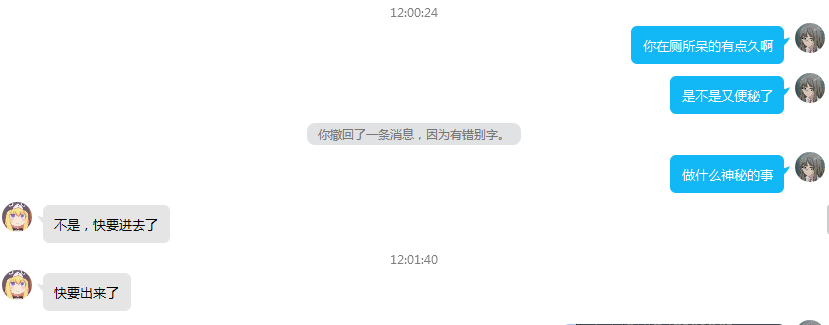 12:00:24
你在厕所呆的有点久啊
是不是又便秘了
你撤回了一条消息，因为有错别字。
做什么神秘的事
不是，快要进去了
12:01:40
快要出来了